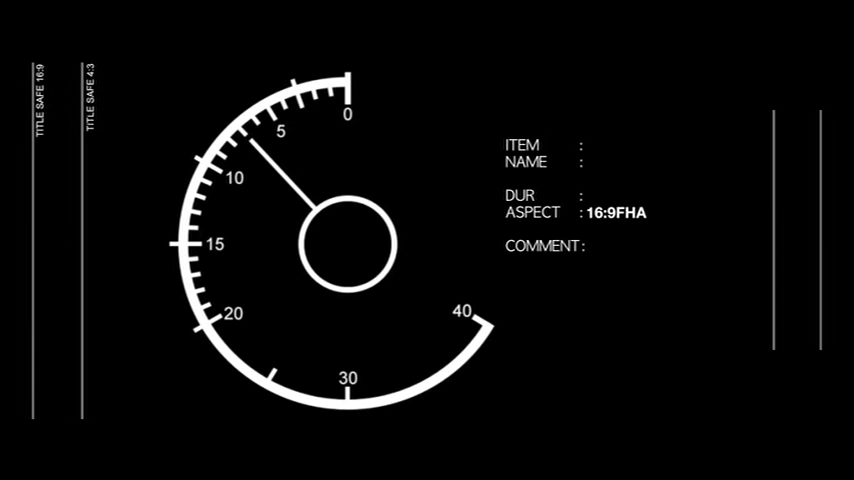 TITLE SAFE 16:9
TITLE SAFE 4:3
0
5
10
15
20
30
40
ITEM :
NAME :
DUR :
ASPECT : 16:9FHA
COMMENT :